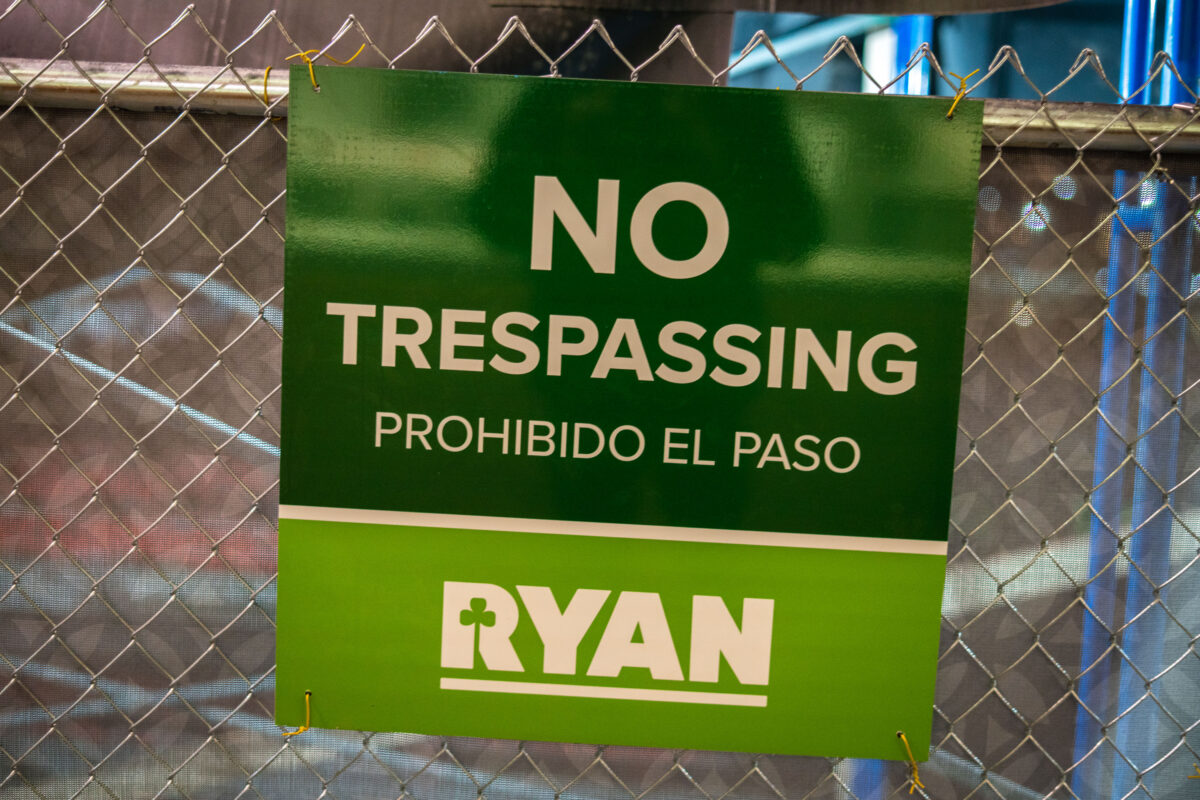 NO
TRESPASSING
PROHIBIDO EL PASO
RYAN